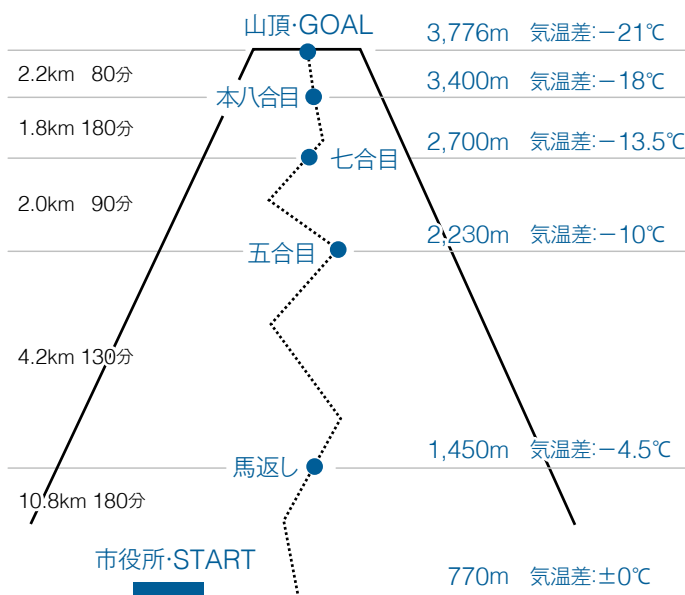 山頂・GOAL
3,776m 気温差:−21℃
2.2km 80分
本八合目
3,400m 気温差:−18℃
1.8km 180分
七合目
2,700m 気温差:−13.5℃
2.0km 90分
五合目
2,230m 気温差:−10℃
4.2km 130分
馬返し
1,450m 気温差:−4.5℃
10.8km 180分
市役所・START
770m 気温差:±0℃